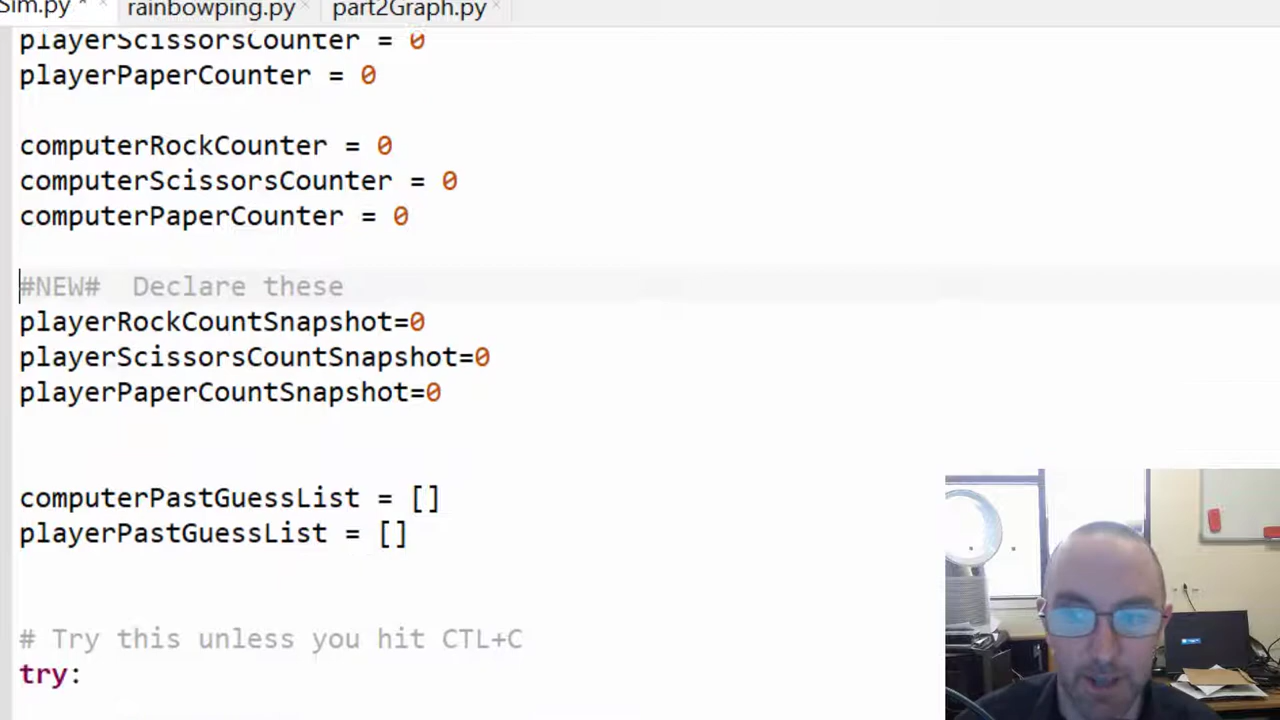 Sim.py * rainbowping.py part2Graph.py
playerScissorsCounter = 0
playerPaperCounter = 0
computerRockCounter = 0
computerScissorsCounter = 0
computerPaperCounter = 0
#NEW#  Declare these
playerRockCountSnapshot=0
playerScissorsCountSnapshot=0
playerPaperCountSnapshot=0
computerPastGuessList = []
playerPastGuessList = []
# Try this unless you hit CTL+C
try: